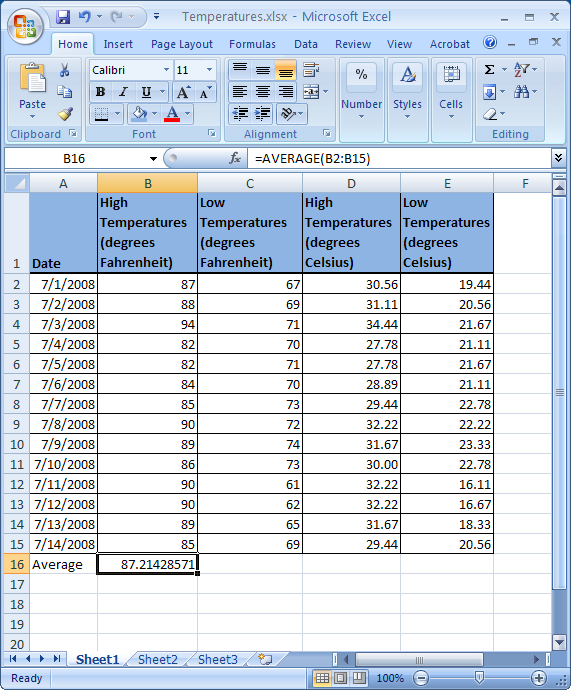 Temperatures.xlsx - Microsoft Excel
Home Insert Page Layout Formulas Data Review View Acrobat
Paste
Calibri 11
B I U A A
A
% Number
A Styles
Cells
Σ A Z
Clipboard Font Alignment Editing
B16 fx =AVERAGE(B2:B15)
A B C D E F
1 Date High Temperatures (degrees Fahrenheit) Low Temperatures (degrees Fahrenheit) High Temperatures (degrees Celsius) Low Temperatures (degrees Celsius)
2 7/1/2008 87 67 30.56 19.44
3 7/2/2008 88 69 31.11 20.56
4 7/3/2008 94 71 34.44 21.67
5 7/4/2008 82 70 27.78 21.11
6 7/5/2008 82 71 27.78 21.67
7 7/6/2008 84 70 28.89 21.11
8 7/7/2008 85 73 29.44 22.78
9 7/8/2008 90 72 32.22 22.22
10 7/9/2008 89 74 31.67 23.33
11 7/10/2008 86 73 30.00 22.78
12 7/11/2008 90 61 32.22 16.11
13 7/12/2008 90 62 32.22 16.67
14 7/13/2008 89 65 31.67 18.33
15 7/14/2008 85 69 29.44 20.56
16 Average 87.21428571
17
18
19
20
Sheet1 Sheet2 Sheet3
Ready 100%